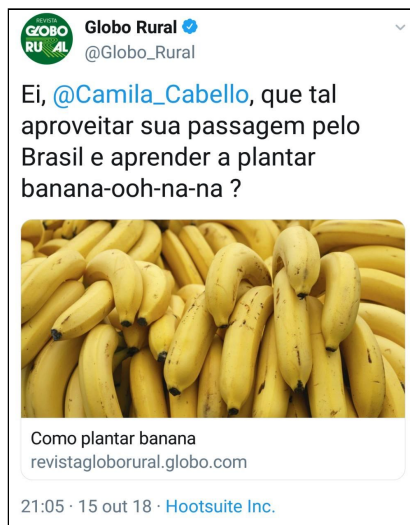 REVISTA
GLOBO
RURAL
Globo Rural
@Globo_Rural
Ei, @Camila_Cabello, que tal
aproveitar sua passagem pelo
Brasil e aprender a plantar
banana-ooh-na-na ?
Como plantar banana
revistagloborural.globo.com
21:05 · 15 out 18 · Hootsuite Inc.